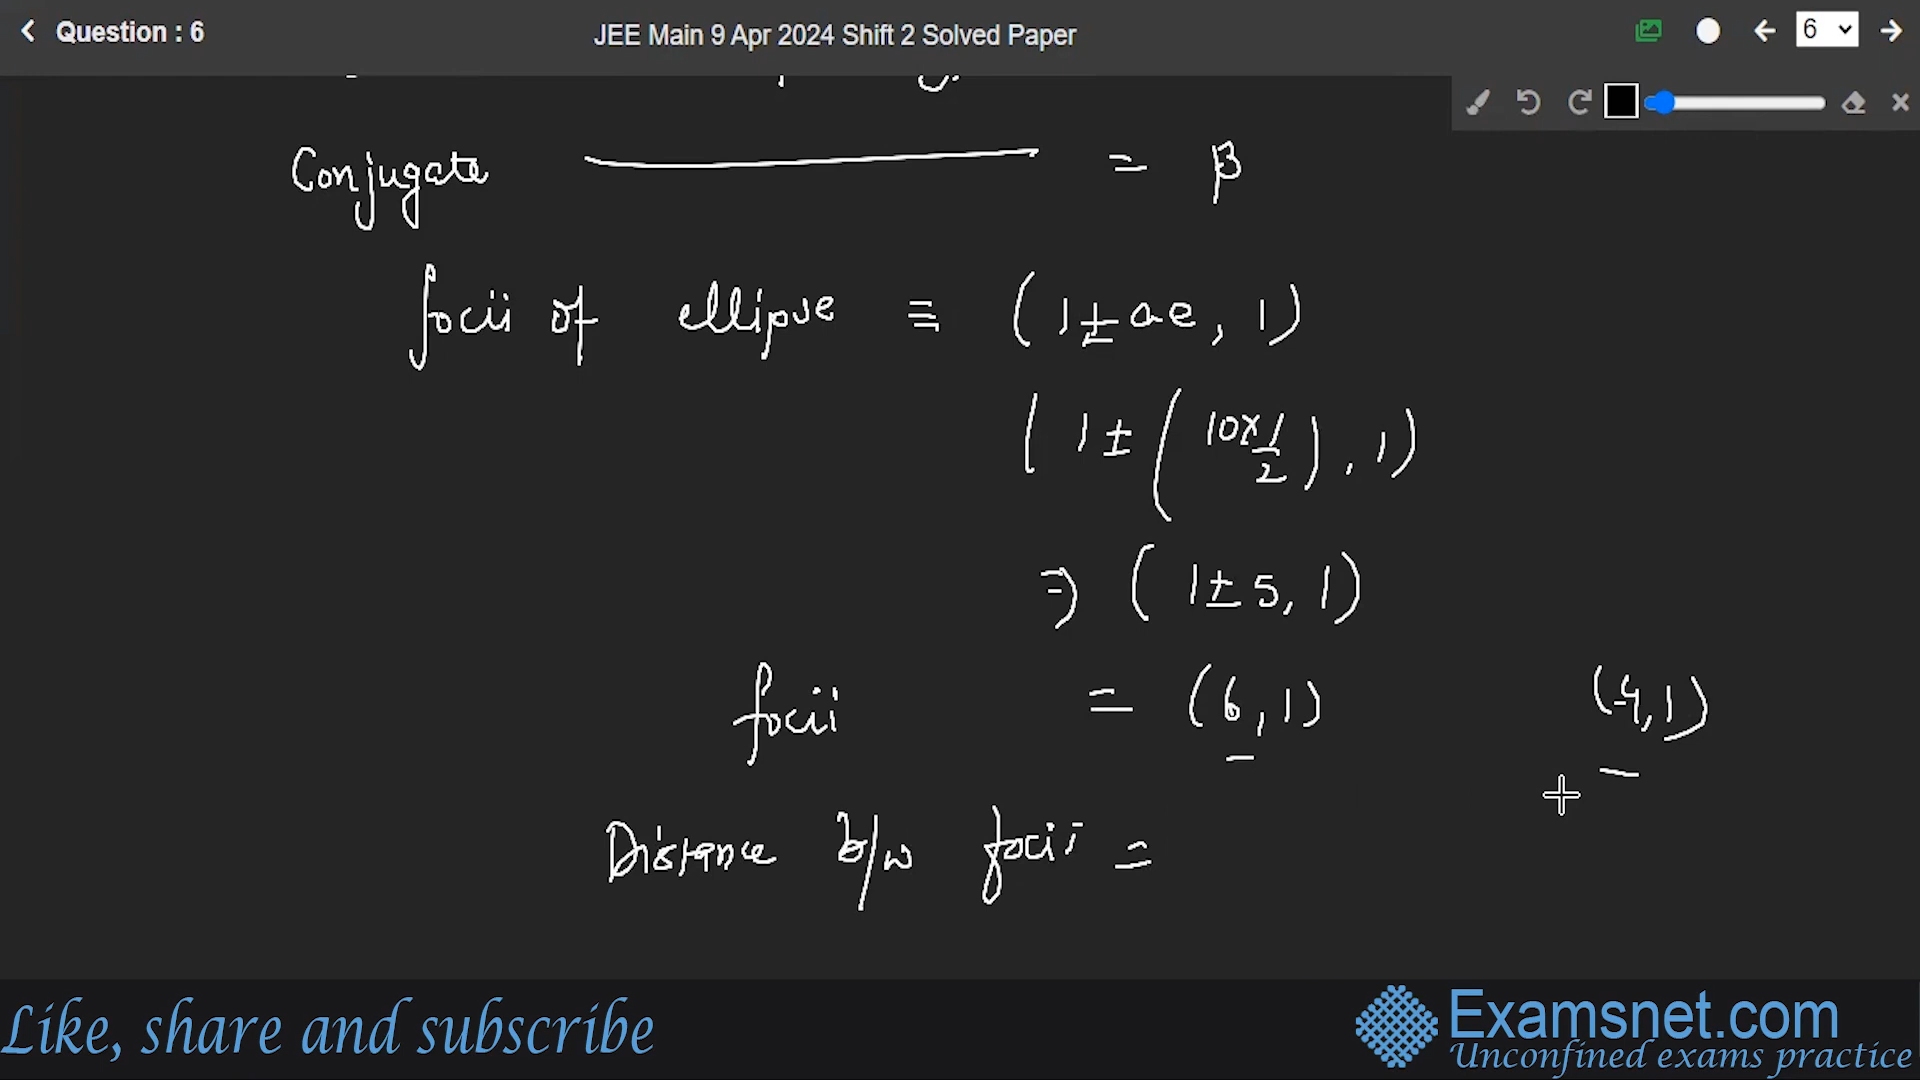 Question : 6
JEE Main 9 Apr 2024 Shift 2 Solved Paper
6
Conjugate = β
focii of ellipse ≡ (1±ae, 1)
(1±(10×1/2), 1)
⇒ (1±5, 1)
focii = (6,1) (-4,1)
Distance b/w focii =
Like, share and subscribe
Examsnet.com
Unconfined exams practice